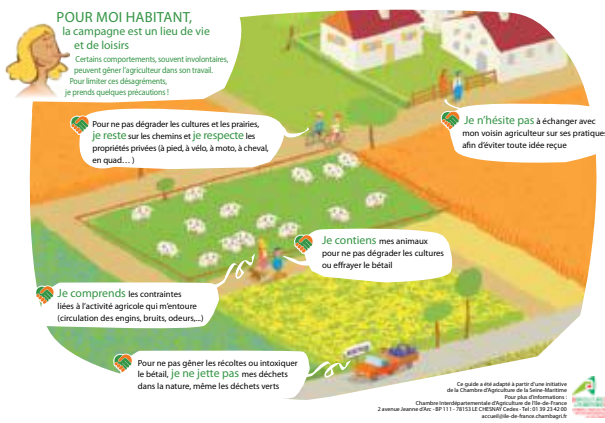 POUR MOI HABITANT,
la campagne est un lieu de vie
et de loisirs
Certains comportements, souvent involontaires,
peuvent gêner l'agriculteur dans son travail.
Pour limiter ces désagréments,
je prends quelques précautions !
Pour ne pas dégrader les cultures et les prairies,
je reste sur les chemins et je respecte les
propriétés privées (à pied, à vélo, à moto, à cheval,
en quad… )
Je n'hésite pas à échanger avec
mon voisin agriculteur sur ses pratiques
afin d'éviter toute idée reçue
Je contiens mes animaux
pour ne pas dégrader les cultures
ou effrayer le bétail
Je comprends les contraintes
liées à l'activité agricole qui m'entoure
(circulation des engins, bruits, odeurs,...)
Pour ne pas gêner les récoltes ou intoxiquer
le bétail, je ne jette pas mes déchets
dans la nature, même les déchets verts
Ce guide a été adapté à partir d'une initiative
de la Chambre d'Agriculture de la Seine-Maritime
Pour plus d'informations :
Chambre Interdépartementale d'Agriculture de l'Ile-de-France
2 avenue Jeanne d'Arc - BP 111 - 78153 LE CHESNAY Cedex - Tel : 01 39 23 42 00
accueil@ile-de-france.chambagri.fr